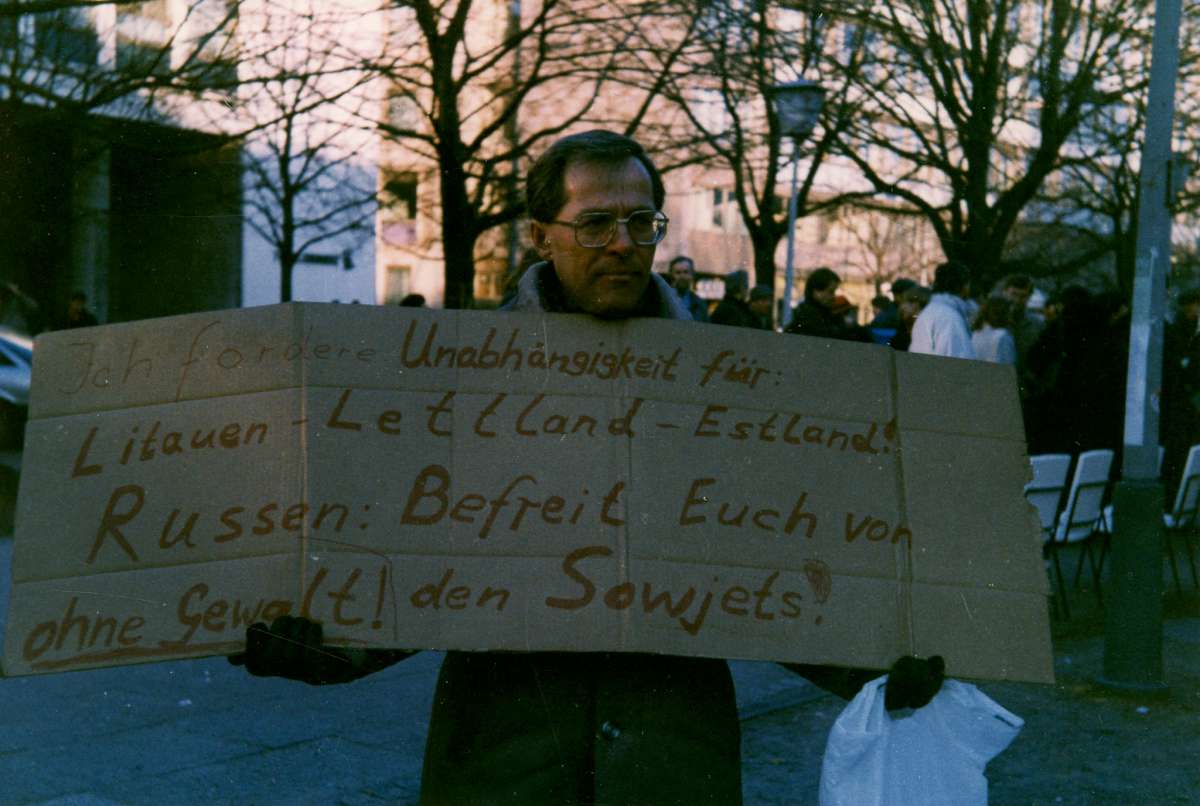 Ich fordere Unabhängigkeit für:
Litauen - Lettland - Estland!
Russen: Befreit Euch von
ohne Gewalt! den Sowjets!